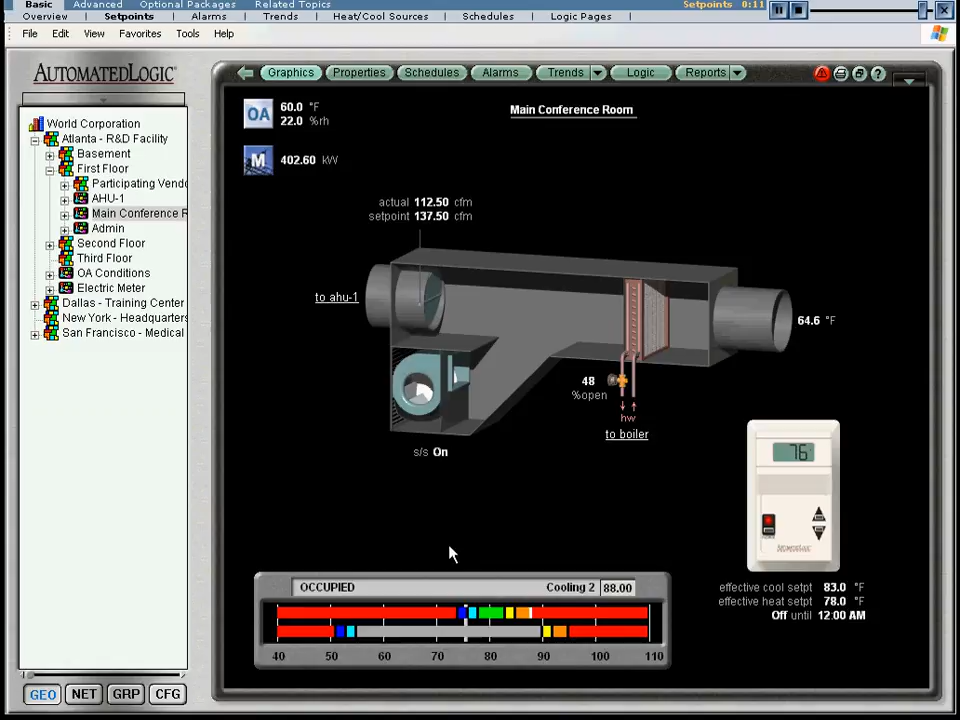 Basic Advanced Optional Packages Related Topics Setpoints 0:11
Overview Setpoints Alarms Trends Heat/Cool Sources Schedules Logic Pages
File Edit View Favorites Tools Help
AUTOMATEDLOGIC
Graphics Properties Schedules Alarms Trends Logic Reports ?
World Corporation
Atlanta - R&D Facility
Basement
First Floor
Participating Vendo
AHU-1
Main Conference R
Admin
Second Floor
Third Floor
OA Conditions
Electric Meter
Dallas - Training Center
New York - Headquarters
San Francisco - Medical
GEO NET GRP CFG
OA 60.0 °F
22.0 %rh
Main Conference Room
M 402.60 kW
actual 112.50 cfm
setpoint 137.50 cfm
to ahu-1
64.6 °F
48
%open
hw
to boiler
s/s On
76
AUTOMATEDLOGIC
OCCUPIED Cooling 2 88.00
40 50 60 70 80 90 100 110
effective cool setpt 83.0 °F
effective heat setpt 78.0 °F
Off until 12:00 AM